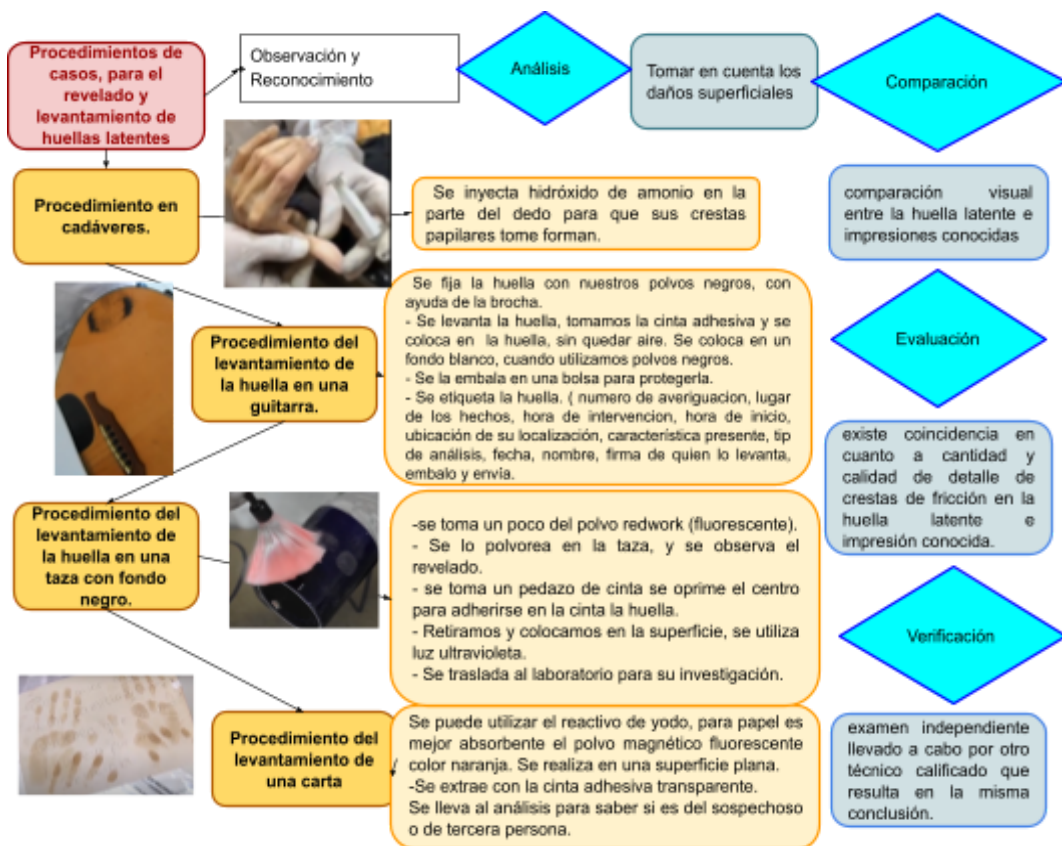 Procedimientos de
casos, para el
revelado y
levantamiento de
huellas latentes
Observación y
Reconocimiento
Análisis
Tomar en cuenta los
daños superficiales
Comparación
Procedimiento en
cadáveres.
Se inyecta hidróxido de amonio en la
parte del dedo para que sus crestas
papilares tome forman.
comparación visual
entre la huella latente e
impresiones conocidas
Procedimiento del
levantamiento de
la huella en una
guitarra.
Se fija la huella con nuestros polvos negros, con
ayuda de la brocha.
- Se levanta la huella, tomamos la cinta adhesiva y se
coloca en la huella, sin quedar aire. Se coloca en un
fondo blanco, cuando utilizamos polvos negros.
- Se la embala en una bolsa para protegerla.
- Se etiqueta la huella. ( numero de averiguacion, lugar
de los hechos, hora de intervencion, hora de inicio,
ubicación de su localización, característica presente, tip
de análisis, fecha, nombre, firma de quien lo levanta,
embalo y envía.
Evaluación
existe coincidencia en
cuanto a cantidad y
calidad de detalle de
crestas de fricción en la
huella latente e
impresión conocida.
Procedimiento del
levantamiento de
la huella en una
taza con fondo
negro.
-se toma un poco del polvo redwork (fluorescente).
- Se lo polvorea en la taza, y se observa el
revelado.
- se toma un pedazo de cinta se oprime el centro
para adherirse en la cinta la huella.
- Retiramos y colocamos en la superficie, se utiliza
luz ultravioleta.
- Se traslada al laboratorio para su investigación.
Verificación
Procedimiento del
levantamiento de
una carta
Se puede utilizar el reactivo de yodo, para papel es
mejor absorbente el polvo magnético fluorescente
color naranja. Se realiza en una superficie plana.
-Se extrae con la cinta adhesiva transparente.
Se lleva al análisis para saber si es del sospechoso
o de tercera persona.
examen independiente
llevado a cabo por otro
técnico calificado que
resulta en la misma
conclusión.